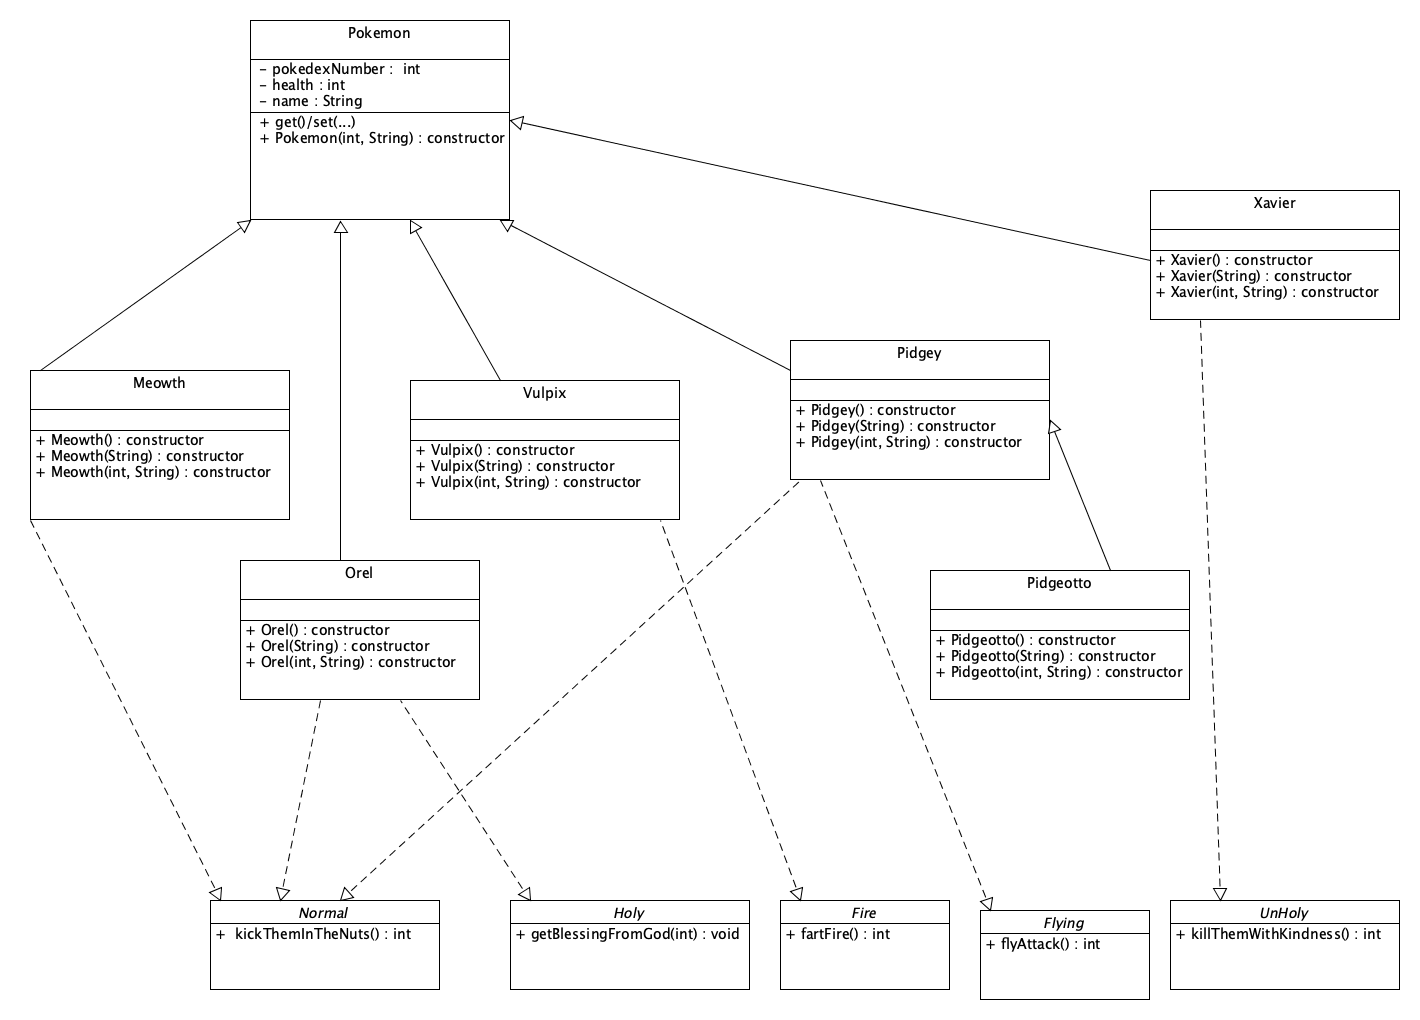 Pokemon
- pokedexNumber :  int
- health : int
- name : String
+ get()/set(...)
+ Pokemon(int, String) : constructor
Xavier
+ Xavier() : constructor
+ Xavier(String) : constructor
+ Xavier(int, String) : constructor
Meowth
+ Meowth() : constructor
+ Meowth(String) : constructor
+ Meowth(int, String) : constructor
Vulpix
+ Vulpix() : constructor
+ Vulpix(String) : constructor
+ Vulpix(int, String) : constructor
Pidgey
+ Pidgey() : constructor
+ Pidgey(String) : constructor
+ Pidgey(int, String) : constructor
Orel
+ Orel() : constructor
+ Orel(String) : constructor
+ Orel(int, String) : constructor
Pidgeotto
+ Pidgeotto() : constructor
+ Pidgeotto(String) : constructor
+ Pidgeotto(int, String) : constructor
Normal
+  kickThemInTheNuts() : int
Holy
+ getBlessingFromGod(int) : void
Fire
+ fartFire() : int
Flying
+ flyAttack() : int
UnHoly
+ killThemWithKindness() : int